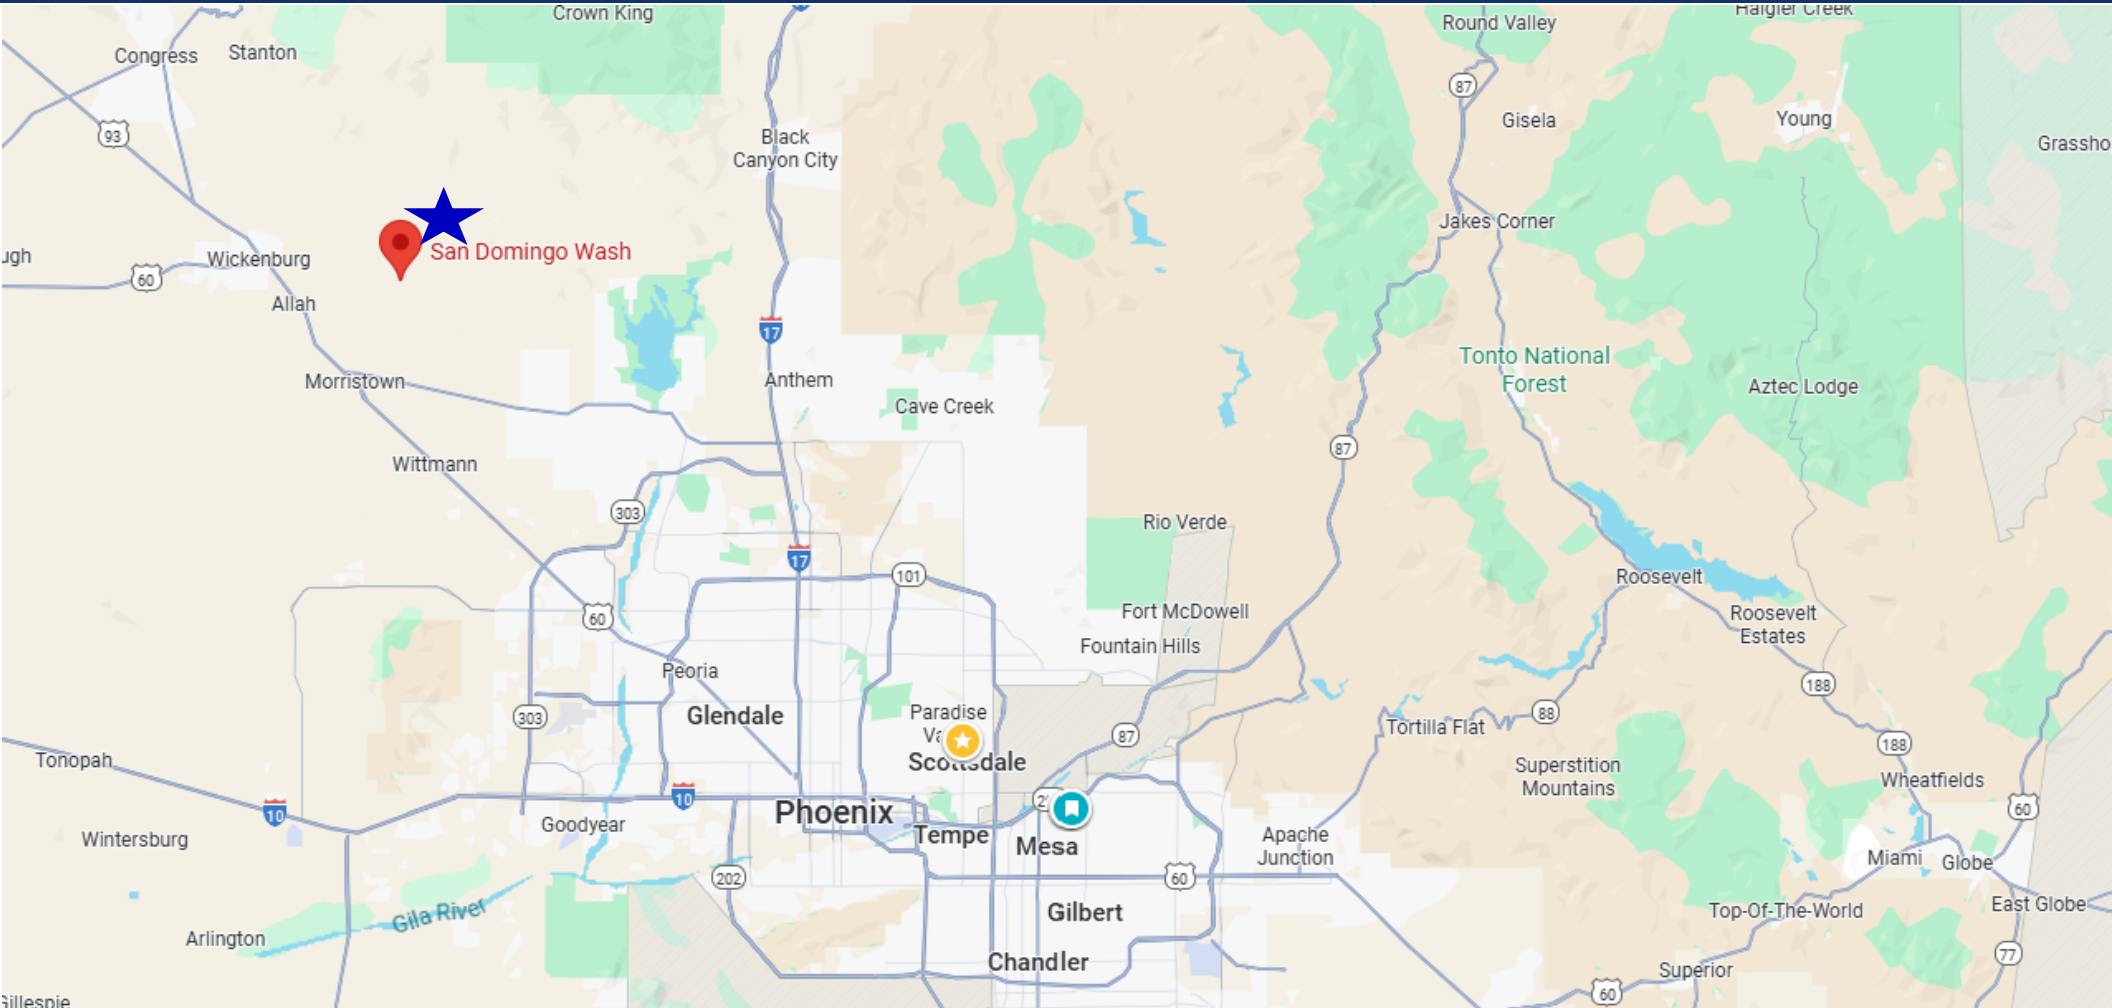 Crown King
Round Valley
Haigler Creek
Congress
Stanton
87
Gisela
Young
93
Black
Canyon City
Grassho
Jakes Corner
San Domingo Wash
ugh
Wickenburg
60
Allah
17
Tonto National
Forest
Morristown
Anthem
Aztec Lodge
Cave Creek
87
Wittmann
303
Rio Verde
17
101
Roosevelt
60
Fort McDowell
Roosevelt
Estates
Fountain Hills
Peoria
188
303
Glendale
Paradise
Va
88
Tortilla Flat
87
188
Tonopah
Scottsdale
Superstition
Mountains
Wheatfields
10
10
2
60
Phoenix
Goodyear
Tempe
Mesa
Apache
Junction
Wintersburg
Miami
Globe
202
60
Gila River
Gilbert
Top-Of-The-World
East Globe
Arlington
Chandler
77
Superior
60
Gillespie